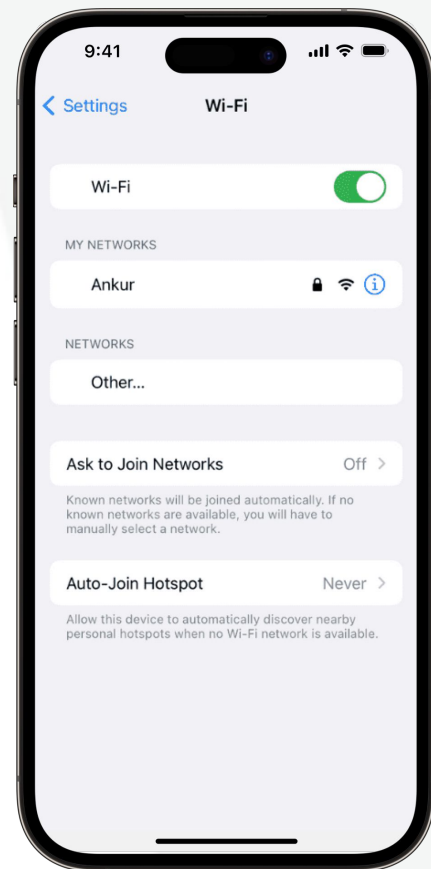 9:41
Settings
Wi-Fi
Wi-Fi
MY NETWORKS
Ankur
NETWORKS
Other...
Ask to Join Networks Off
Known networks will be joined automatically. If no
known networks are available, you will have to
manually select a network.
Auto-Join Hotspot Never
Allow this device to automatically discover nearby
personal hotspots when no Wi-Fi network is available.